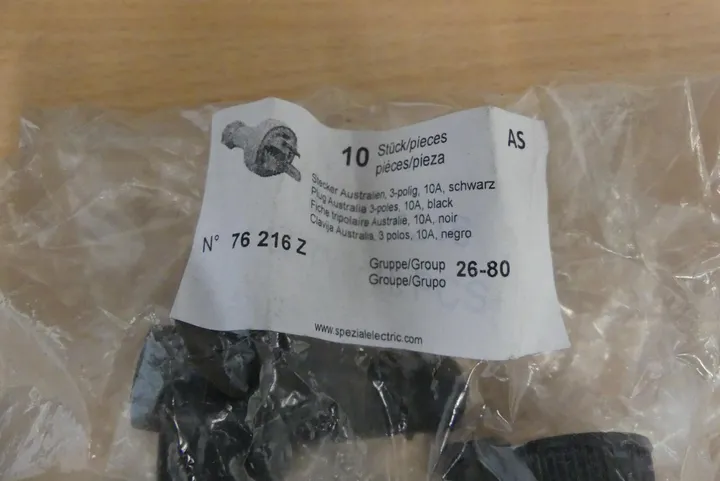 10 Stück/pieces
pièces/pieza
AS
Stecker Australien, 3-polig, 10A, schwarz
Plug Australia 3-poles, 10A, black
Fiche tripolaire Australie, 10A, noir
Clavija Australia, 3 polos, 10A, negro
N° 76 216 Z
Gruppe/Group 26-80
Groupe/Grupo
www.spezialelectric.com